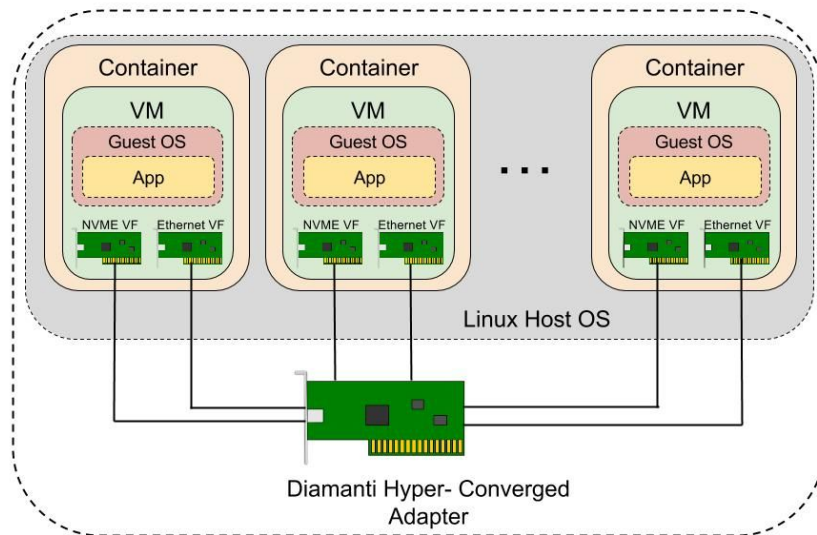 Container
Container
Container
VM
VM
VM
Guest OS
Guest OS
Guest OS
App
App
App
...
NVME VF
Ethernet VF
NVME VF
Ethernet VF
NVME VF
Ethernet VF
Linux Host OS
Diamanti Hyper- Converged
Adapter